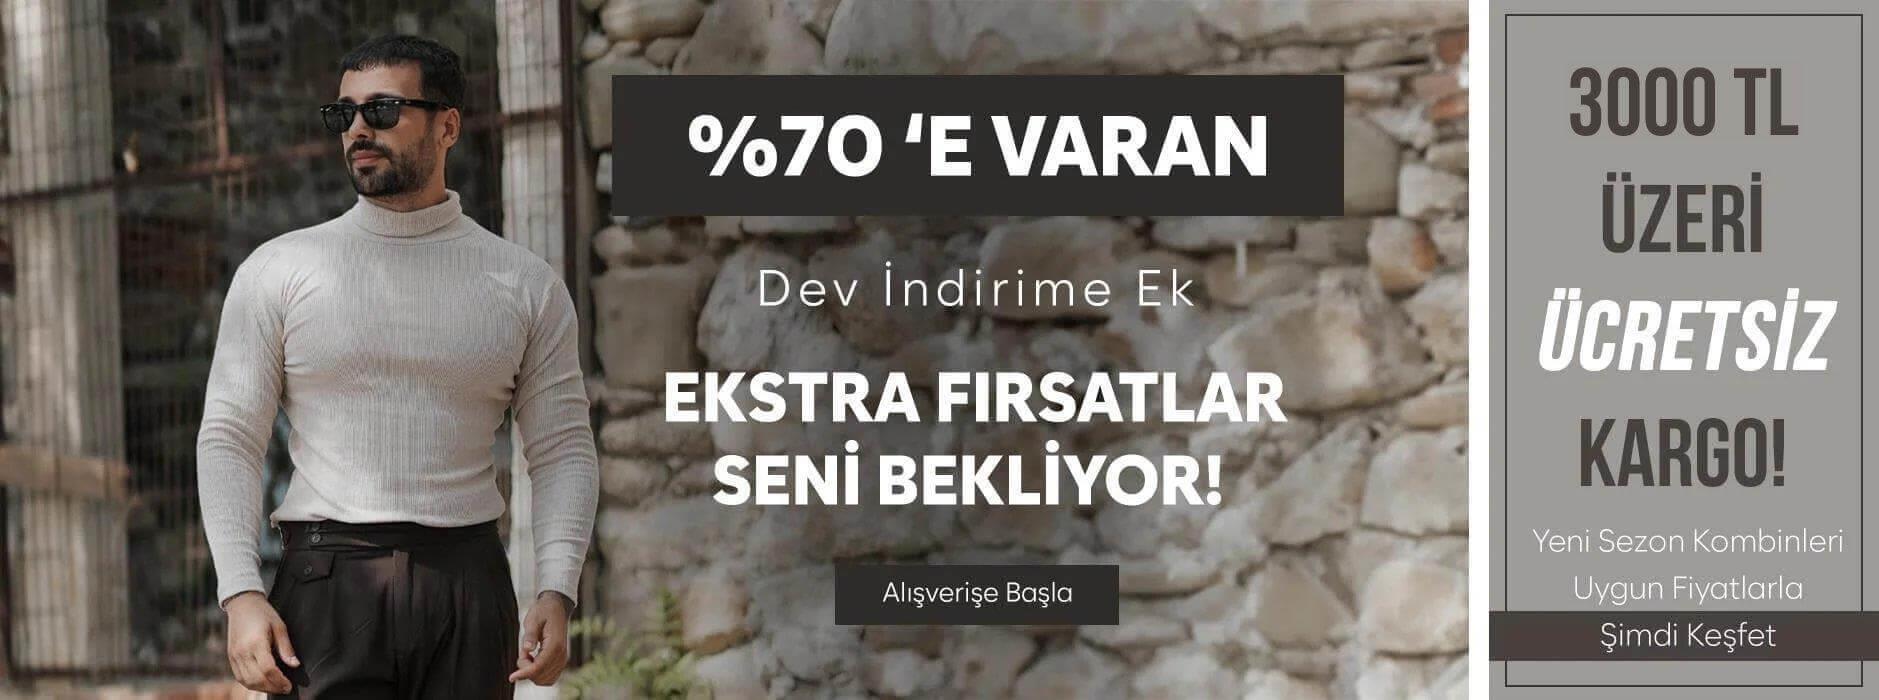 %70 ‘E VARAN
Dev İndirime Ek
EKSTRA FIRSATLAR
SENİ BEKLİYOR!
Alışverişe Başla
3000 TL
ÜZERİ
ÜCRETSİZ
KARGO!
Yeni Sezon Kombinleri
Uygun Fiyatlarla
Şimdi Keşfet